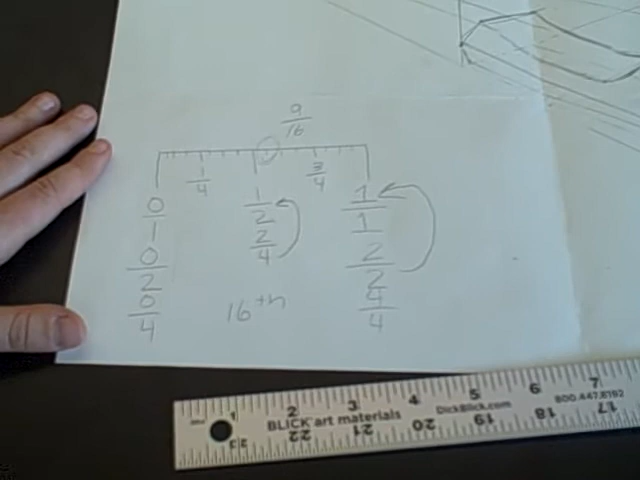 9/16
1/4 3/4
0/1 1/2 1/1
0/2 2/4 2/2
0/4 16th 4/4
1 2 3 4 5 6 7
BLICK art materials DickBlick.com 800.447.8192
22 21 20 19 18 17